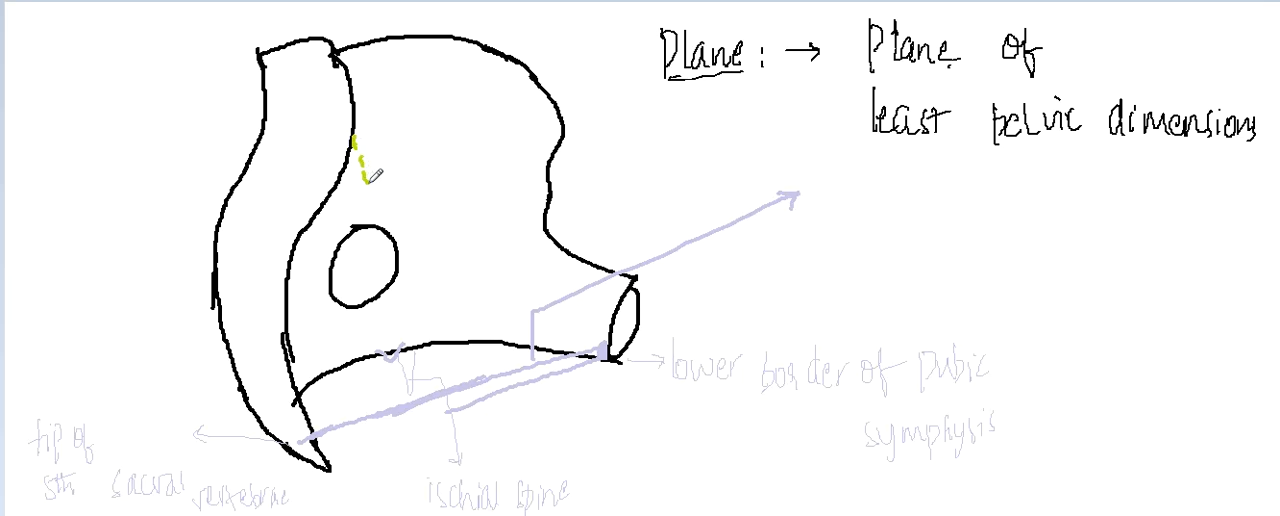 Plane : → Plane of
least pelvic dimensions
→ lower border of pubic
symphysis
tip of
5th sacral vertebrae
ischial spine